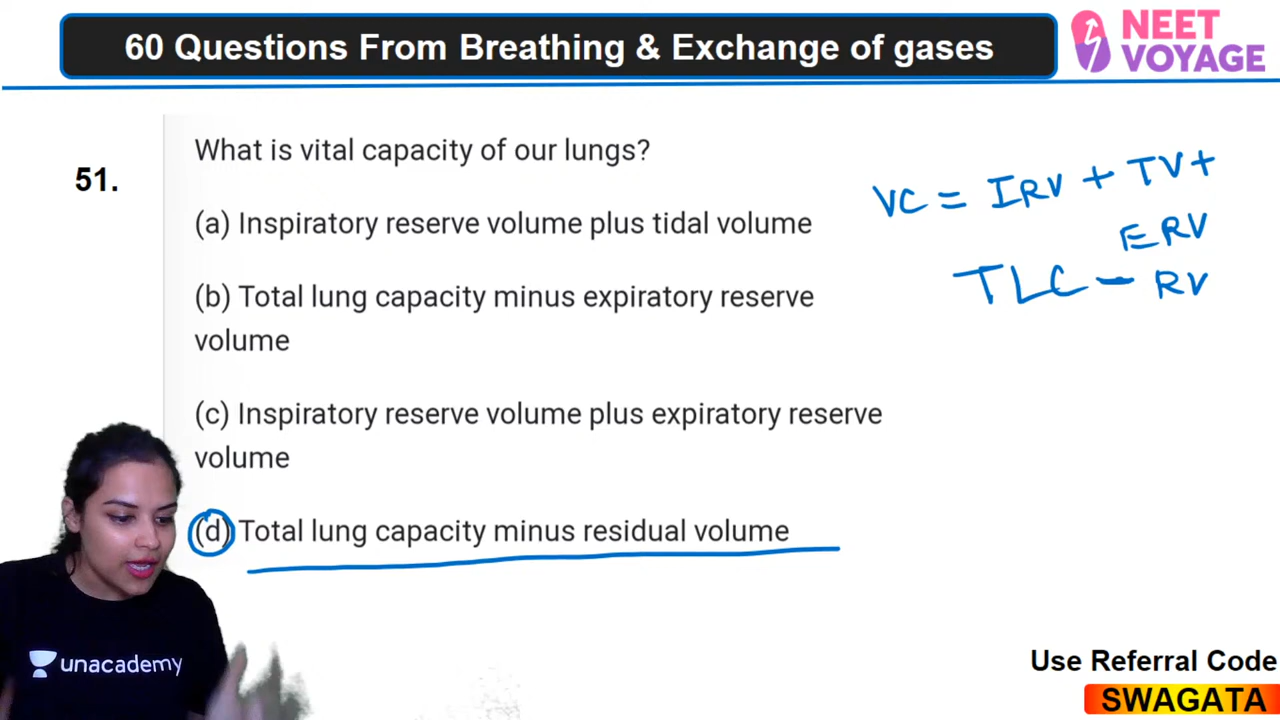 60 Questions From Breathing & Exchange of gases
NEET
VOYAGE
51.
What is vital capacity of our lungs?
(a) Inspiratory reserve volume plus tidal volume
(b) Total lung capacity minus expiratory reserve
volume
(c) Inspiratory reserve volume plus expiratory reserve
volume
(d) Total lung capacity minus residual volume
VC = IRV + TV +
ERV
TLC - RV
unacademy
Use Referral Code
SWAGATA